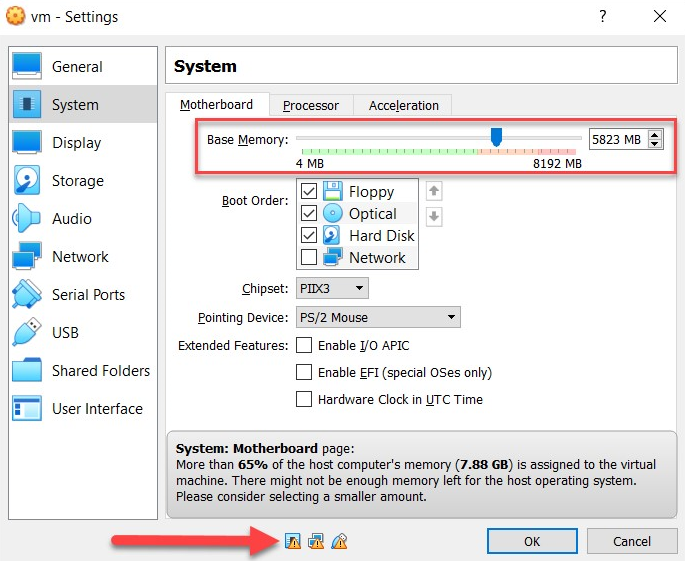 vm - Settings
?
General
System
Display
Storage
Audio
Network
Serial Ports
USB
Shared Folders
User Interface
System
Motherboard
Processor
Acceleration
Base Memory:
5823 MB
4 MB
8192 MB
Boot Order:
Floppy
Optical
Hard Disk
Network
Chipset:
PIIX3
Pointing Device:
PS/2 Mouse
Extended Features:
Enable I/O APIC
Enable EFI (special OSes only)
Hardware Clock in UTC Time
System: Motherboard page:
More than 65% of the host computer's memory (7.88 GB) is assigned to the virtual
machine. There might not be enough memory left for the host operating system.
Please consider selecting a smaller amount.
OK
Cancel